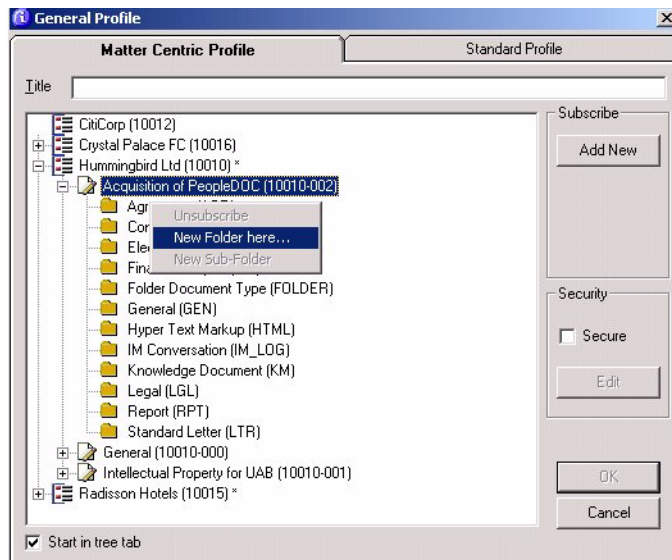 General Profile
Matter Centric Profile
Standard Profile
Title
Subscribe
Add New
CitiCorp (10012)
Crystal Palace FC (10016)
Hummingbird Ltd (10010) *
Acquisition of PeopleDOC (10010-002)
Unsubscribe
New Folder here...
New Sub-Folder
Folder Document Type (FOLDER)
General (GEN)
Hyper Text Markup (HTML)
IM Conversation (IM_LOG)
Knowledge Document (KM)
Legal (LGL)
Report (RPT)
Standard Letter (LTR)
General (10010-000)
Intellectual Property for UAB (10010-001)
Radisson Hotels (10015) *
Security
Secure
Edit
OK
Cancel
Start in tree tab